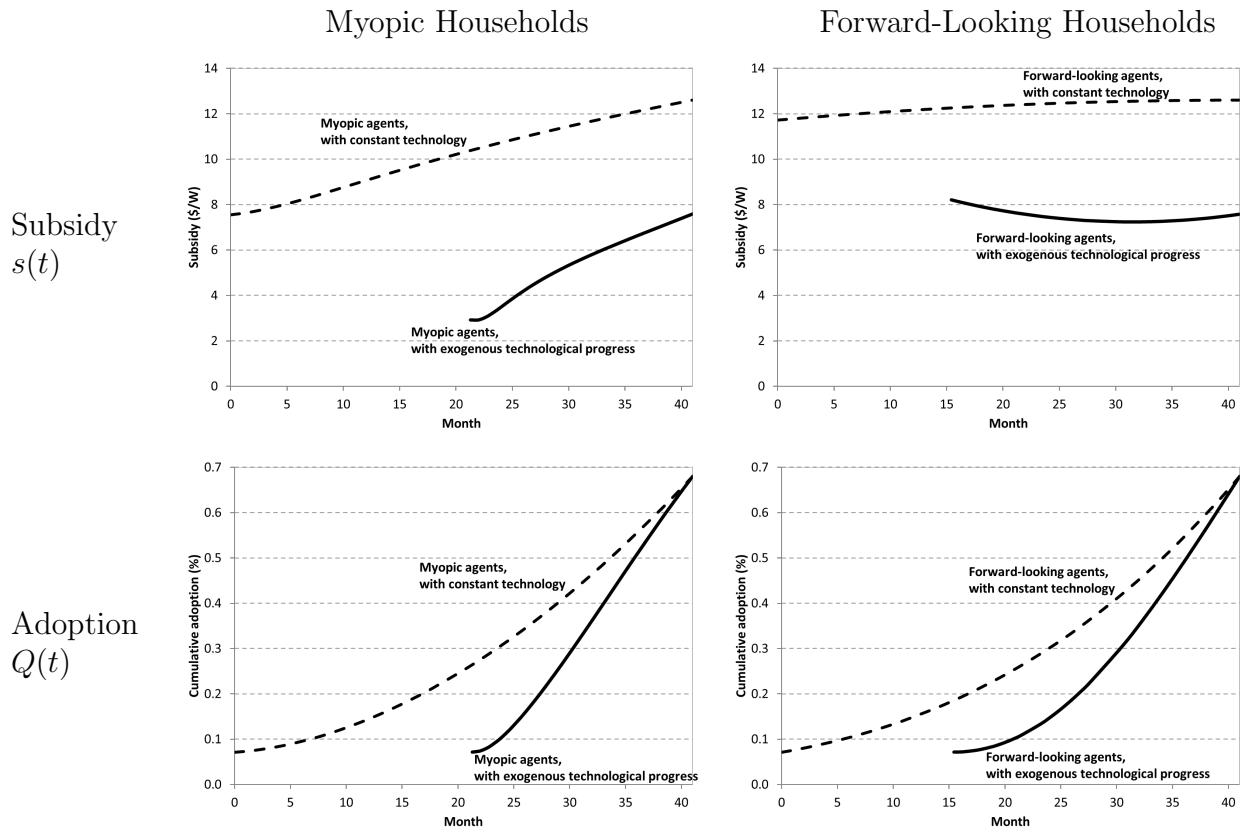 Myopic Households
Forward-Looking Households
Subsidy
s(t)
14
12
10
8
6
4
2
0
Subsidy ($/W)
Myopic agents,
with constant technology
Myopic agents,
with exogenous technological progress
0 5 10 15 20 25 30 35 40
Month
14
12
10
8
6
4
2
0
Subsidy ($/W)
Forward-looking agents,
with constant technology
Forward-looking agents,
with exogenous technological progress
0 5 10 15 20 25 30 35 40
Month
Adoption
Q(t)
0.7
0.6
0.5
0.4
0.3
0.2
0.1
0.0
Cumulative adoption (%)
Myopic agents,
with constant technology
Myopic agents,
with exogenous technological progress
0 5 10 15 20 25 30 35 40
Month
0.7
0.6
0.5
0.4
0.3
0.2
0.1
0.0
Cumulative adoption (%)
Forward-looking agents,
with constant technology
Forward-looking agents,
with exogenous technological progress
0 5 10 15 20 25 30 35 40
Month